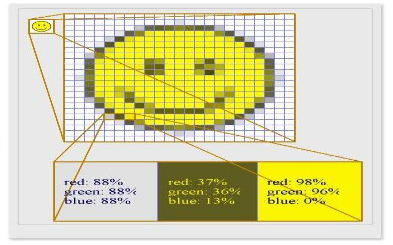 red: 88%
green: 88%
blue: 88%
red: 37%
green: 36%
blue: 13%
red: 98%
green: 96%
blue: 0%